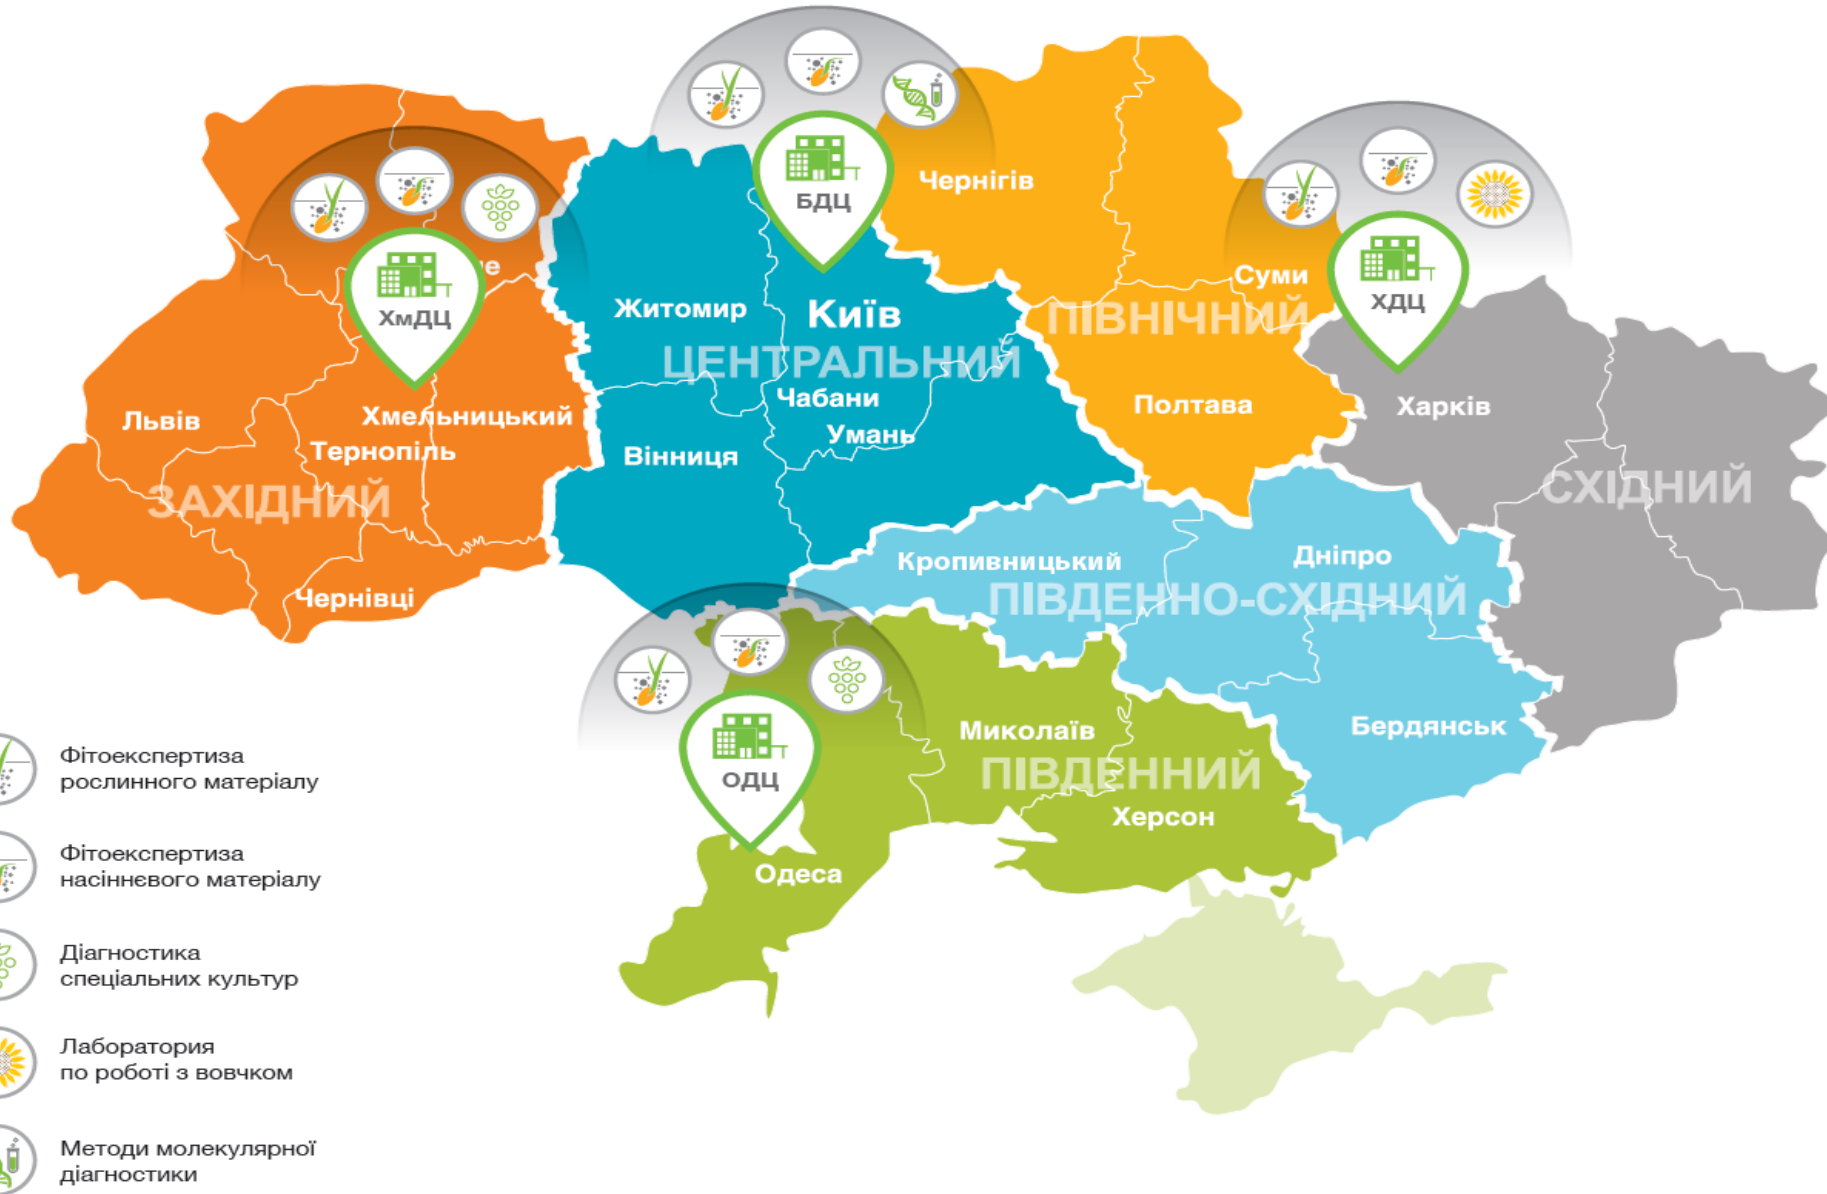 БДЦ
Чернігів
ХмДЦ
ХДЦ
Суми
Житомир
Київ
ПІВНІЧНИЙ
ЦЕНТРАЛЬНИЙ
Чабани
Полтава
Харків
Львів
Хмельницький
Умань
Тернопіль
Вінниця
ЗАХІДНИЙ
СХІДНИЙ
Кропивницький
Дніпро
ПІВДЕННО-СХІДНИЙ
Чернівці
Миколаїв
Бердянськ
ПІВДЕННИЙ
ОДЦ
Херсон
Одеса
Фітоекспертиза
рослинного матеріалу
Фітоекспертиза
насіннєвого матеріалу
Діагностика
спеціальних культур
Лаборатория
по роботі з вовчком
Методи молекулярної
діагностики